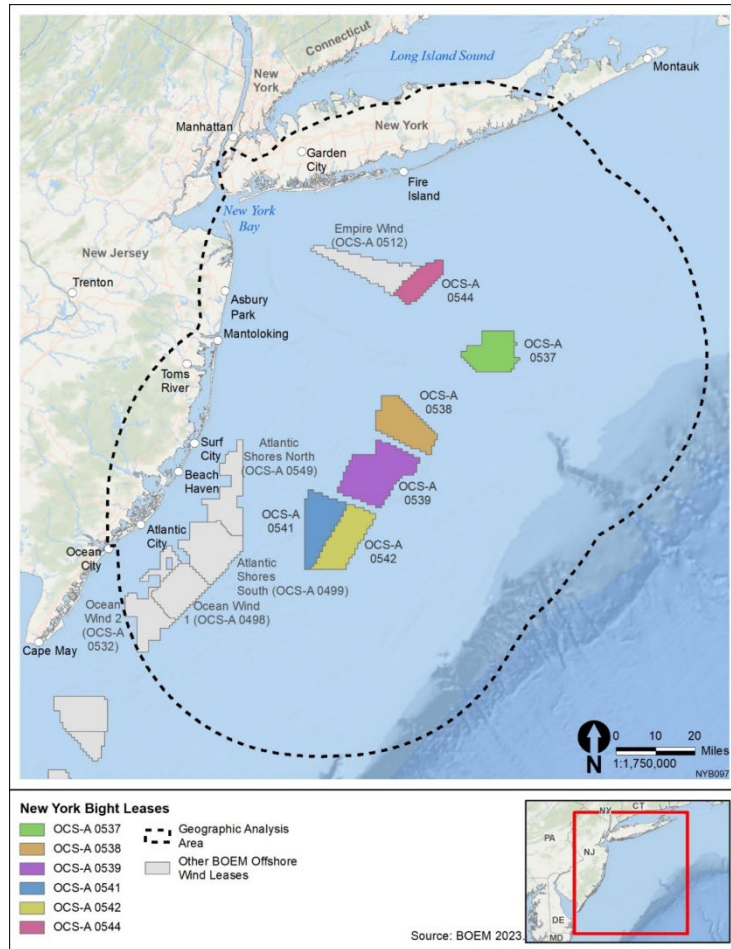 Connecticut
Long Island Sound
Montauk
New
York
Manhattan
New York
Garden
City
Fire
Island
New York
Bay
Empire Wind
(OCS-A 0512)
New Jersey
Trenton
OCS-A
0544
Asbury
Park
Mantoloking
OCS-A
0537
Toms
River
OCS-A
0538
Surf
City
Atlantic
Shores North
(OCS-A 0549)
Beach
Haven
OCS-A
0539
OCS-A
0541
Atlantic
City
OCS-A
0542
Ocean
City
Atlantic
Shores
South (OCS-A 0499)
Ocean
Wind 2
(OCS-A
0532)
Ocean Wind
1 (OCS-A 0498)
Cape May
N
0 10 20
Miles
1:1,750,000
NYB097
New York Bight Leases
OCS-A 0537
OCS-A 0538
OCS-A 0539
OCS-A 0541
OCS-A 0542
OCS-A 0544
Geographic Analysis
Area
Other BOEM Offshore
Wind Leases
NY
CT
PA
NJ
DE
MD
Source: BOEM 2023.